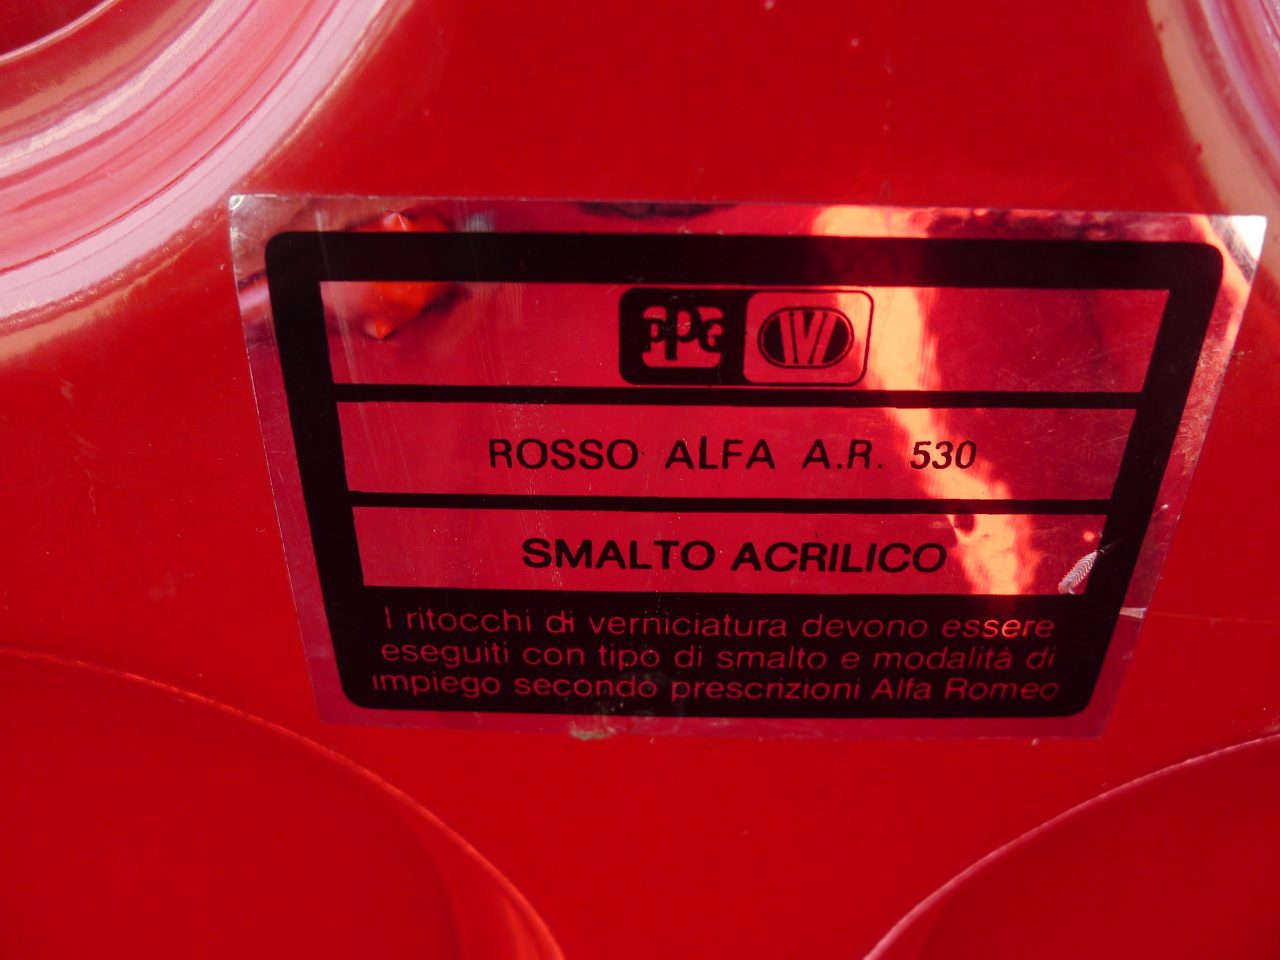 PPG IVI
ROSSO ALFA A.R. 530
SMALTO ACRILICO
I ritocchi di verniciatura devono essere
eseguiti con tipo di smalto e modalità di
impiego secondo prescrizioni Alfa Romeo